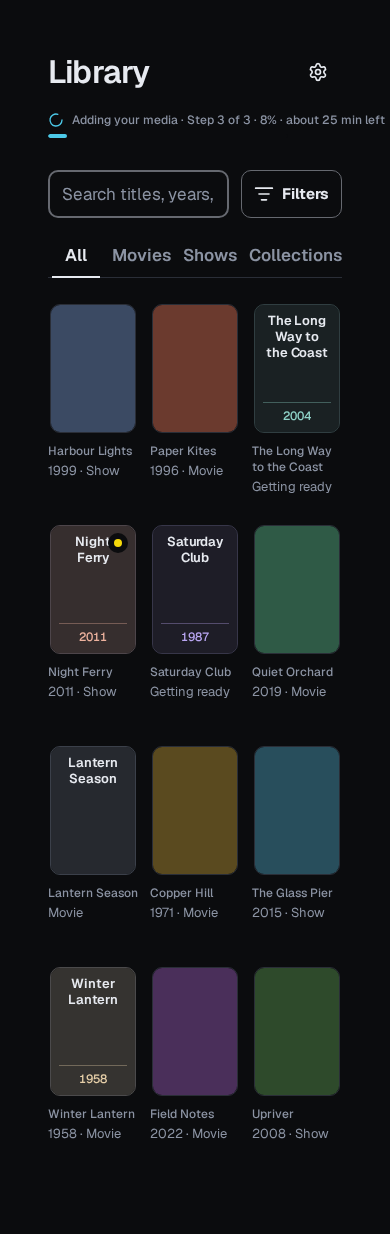 Library
Adding your media · Step 3 of 3 · 8% · about 25 min left
Search titles, years,
Filters
All Movies Shows Collections
The Long
Way to
the Coast
2004
Harbour Lights
1999 · Show
Paper Kites
1996 · Movie
The Long Way
to the Coast
Getting ready
Night
Ferry
2011
Saturday
Club
1987
Night Ferry
2011 · Show
Saturday Club
Getting ready
Quiet Orchard
2019 · Movie
Lantern
Season
Lantern Season
Movie
Copper Hill
1971 · Movie
The Glass Pier
2015 · Show
Winter
Lantern
1958
Winter Lantern
1958 · Movie
Field Notes
2022 · Movie
Upriver
2008 · Show